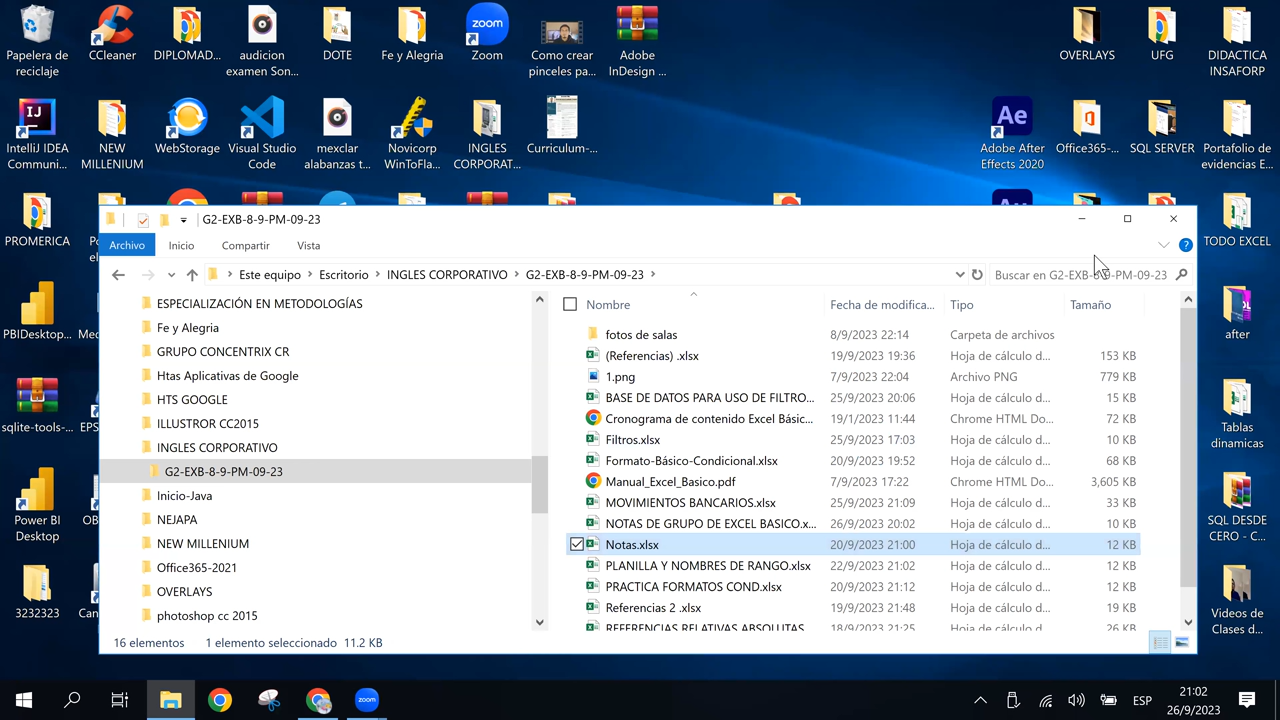 Papelera de
reciclaje
CCleaner
DIPLOMAD...
audicion
examen Son...
DOTE
Fe y Alegria
Zoom
zoom
Como crear
pinceles pa...
Adobe
InDesign ...
OVERLAYS
UFG
DIDACTICA
INSAFORP
IntelliJ IDEA
Communi...
NEW
MILLENIUM
WebStorage
Visual Studio
Code
mexclar
alabanzas t...
Novicorp
WinToFla...
INGLES
CORPORAT...
Curriculum-...
Ae
Adobe After
Effects 2020
Office365-...
SQL SERVER
Portafolio de
evidencias E...
PROMERICA
TODO EXCEL
PBIDesktop...
after
sqlite-tools-...
EPS
Tablas
dinamicas
Power BI
Desktop
SQL DESDE
CERO - C...
3232323
Videos de
Clases d...
G2-EXB-8-9-PM-09-23
Archivo
Inicio
Compartir
Vista
Este equipo
Escritorio
INGLES CORPORATIVO
G2-EXB-8-9-PM-09-23
Buscar en G2-EXB-8-9-PM-09-23
ESPECIALIZACIÓN EN METODOLOGÍAS
Fe y Alegria
GRUPO CONCENTRIX CR
Htas Aplicativas de Google
HTS GOOGLE
ILLUSTROR CC2015
INGLES CORPORATIVO
G2-EXB-8-9-PM-09-23
Inicio-Java
NEJAPA
NEW MILLENIUM
Office365-2021
OVERLAYS
photoshop cc 2015
Nombre Fecha de modifica... Tipo Tamaño
fotos de salas 8/9/2023 22:14 Carpeta de archivos
(Referencias) .xlsx 19/9/2023 19:36 Hoja de cálculo d... 153 KB
1.png 7/9/2023 22:04 Archivo PNG 779 KB
BASE DE DATOS PARA USO DE FILTRO... 25/9/2023 20:06 Hoja de cálculo d... 15 KB
Cronograma de contenido Excel Básic... 19/1/2023 11:44 Chrome HTML Do... 72 KB
Filtros.xlsx 25/9/2023 17:03 Hoja de cálculo d... 10 KB
Formato-Básico-Condicional.xlsx 20/9/2023 19:52 Hoja de cálculo d... 68 KB
Manual_Excel_Basico.pdf 7/9/2023 17:22 Chrome HTML Do... 3,605 KB
MOVIMIENTOS BANCARIOS.xlsx 25/9/2023 21:09 Hoja de cálculo d... 33 KB
NOTAS DE GRUPO DE EXCEL BASICO.x... 26/9/2023 20:02 Hoja de cálculo d... 10 KB
Notas.xlsx 20/9/2023 21:00 Hoja de cálculo d... 12 KB
PLANILLA Y NOMBRES DE RANGO.xlsx 22/9/2023 21:02 Hoja de cálculo d... 12 KB
PRACTICA FORMATOS COND.xlsx 20/9/2023 21:12 Hoja de cálculo d... 12 KB
Referencias 2 .xlsx 19/9/2023 21:48 Hoja de cálculo d... 19 KB
REFERENCIAS RELATIVAS ABSOLUTAS 18/9/2023 21:25 Hoja de cálculo d... 26 KB
16 elementos 1 elemento seleccionado 11.2 KB
zoom
ESP
21:02
26/9/2023